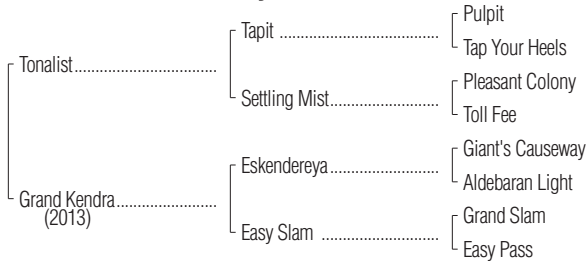 Pulpit
Tapit
Tap Your Heels
Tonalist
Pleasant Colony
Settling Mist
Toll Fee
Giant's Causeway
Eskendereya
Aldebaran Light
Grand Kendra
(2013)
Grand Slam
Easy Slam
Easy Pass